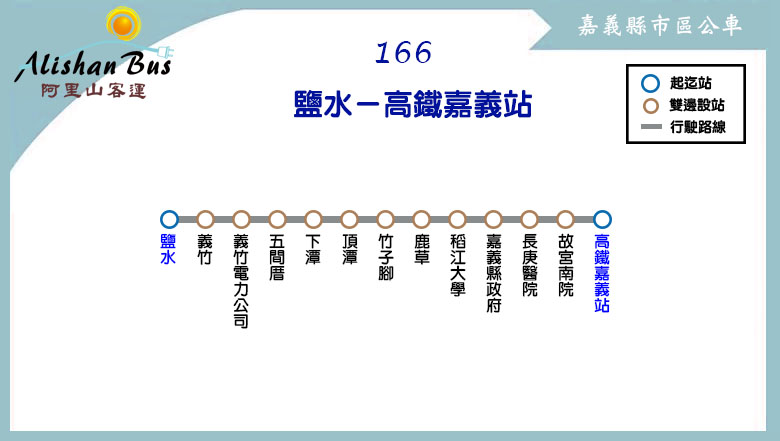 Alishan Bus
阿里山客運
嘉義縣市區公車
166
鹽水－高鐵嘉義站
起迄站
雙邊設站
行駛路線
鹽水
義竹
義竹電力公司
五間厝
下潭
頂潭
竹子腳
鹿草
稻江大學
嘉義縣政府
長庚醫院
故宮南院
高鐵嘉義站